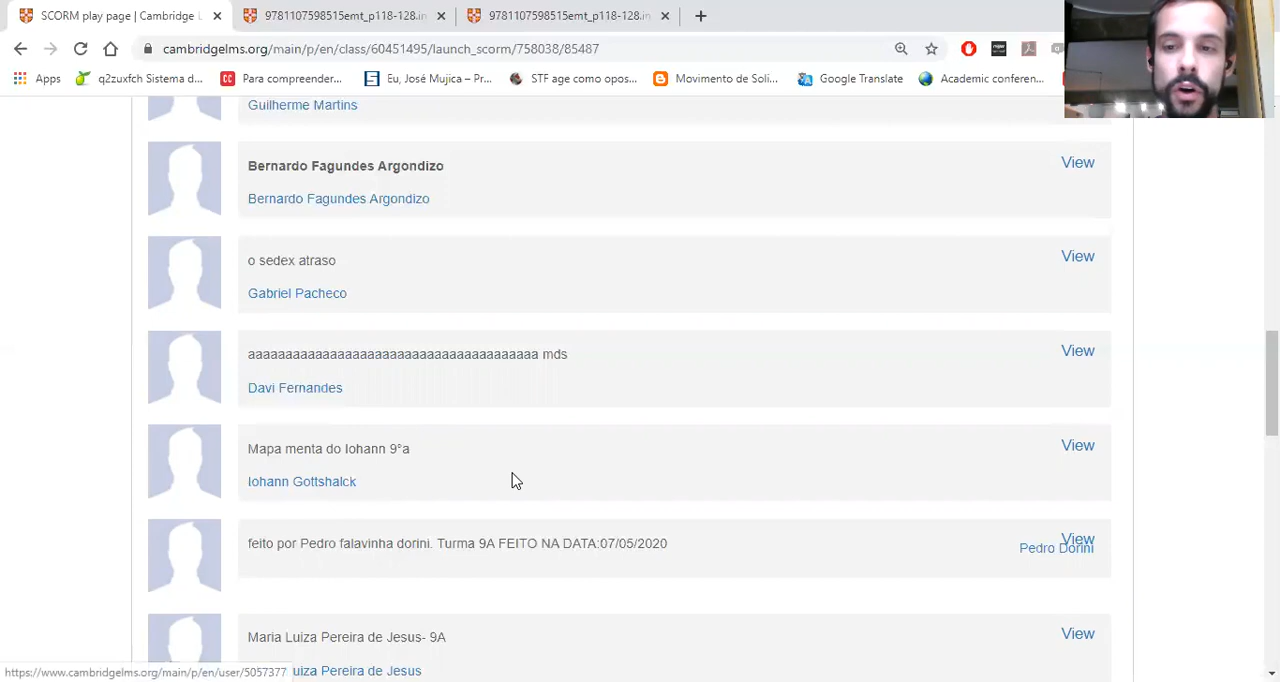 SCORM play page | Cambridge L
9781107598515emt_p118-128.in
9781107598515emt_p118-128.in
cambridgelms.org/main/p/en/class/60451495/launch_scorm/758038/85487
Apps
q2zuxfch Sistema d...
CC Para compreender...
Eu, José Mujica – Pr...
STF age como opos...
Movimento de Soli...
Google Translate
Academic conferen...
Guilherme Martins
Bernardo Fagundes Argondizo
View
Bernardo Fagundes Argondizo
o sedex atraso
View
Gabriel Pacheco
aaaaaaaaaaaaaaaaaaaaaaaaaaaaaaaaaaaaaaa mds
View
Davi Fernandes
Mapa menta do Iohann 9°a
View
Iohann Gottshalck
feito por Pedro falavinha dorini. Turma 9A FEITO NA DATA:07/05/2020
View
Pedro Dorini
Maria Luiza Pereira de Jesus- 9A
View
uiza Pereira de Jesus
https://www.cambridgelms.org/main/p/en/user/5057377